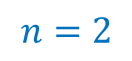 n = 2